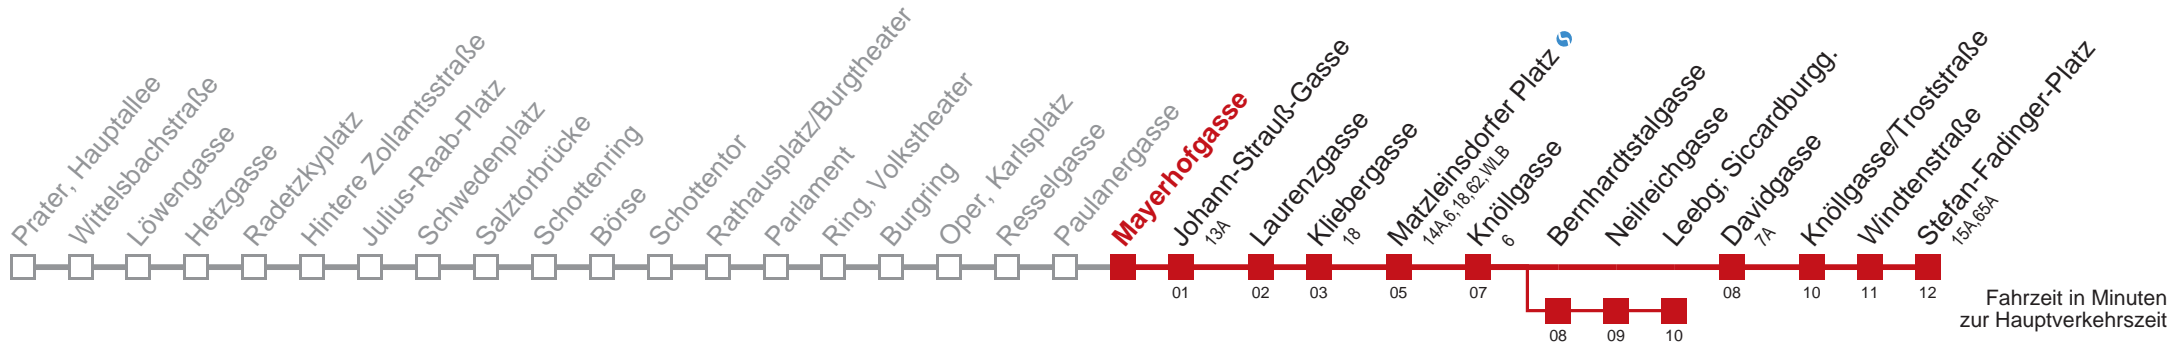 Prater, Hauptallee
Wittelsbachstraße
Löwengasse
Hetzgasse
Radetzkyplatz
Hintere Zollamtsstraße
Julius-Raab-Platz
Schwedenplatz
Salztorbrücke
Schottenring
Börse
Schottentor
Rathausplatz/Burgtheater
Parlament
Ring, Volkstheater
Burgring
Oper, Karlsplatz
Resselgasse
Paulanergasse
Mayerhofgasse
Johann-Strauß-Gasse
13A
Laurenzgasse
Kliebergasse
18
Matzleinsdorfer Platz
14A,6,18,62,WLB
Knöllgasse
6
Bernhardtstalgasse
Neilreichgasse
Leebg; Siccardburgg.
Davidgasse
7A
Knöllgasse/Troststraße
Windtenstraße
Stefan-Fadinger-Platz
15A,65A
01 02 03 05 07 08 10 11 12
08 09 10
Fahrzeit in Minuten
zur Hauptverkehrszeit